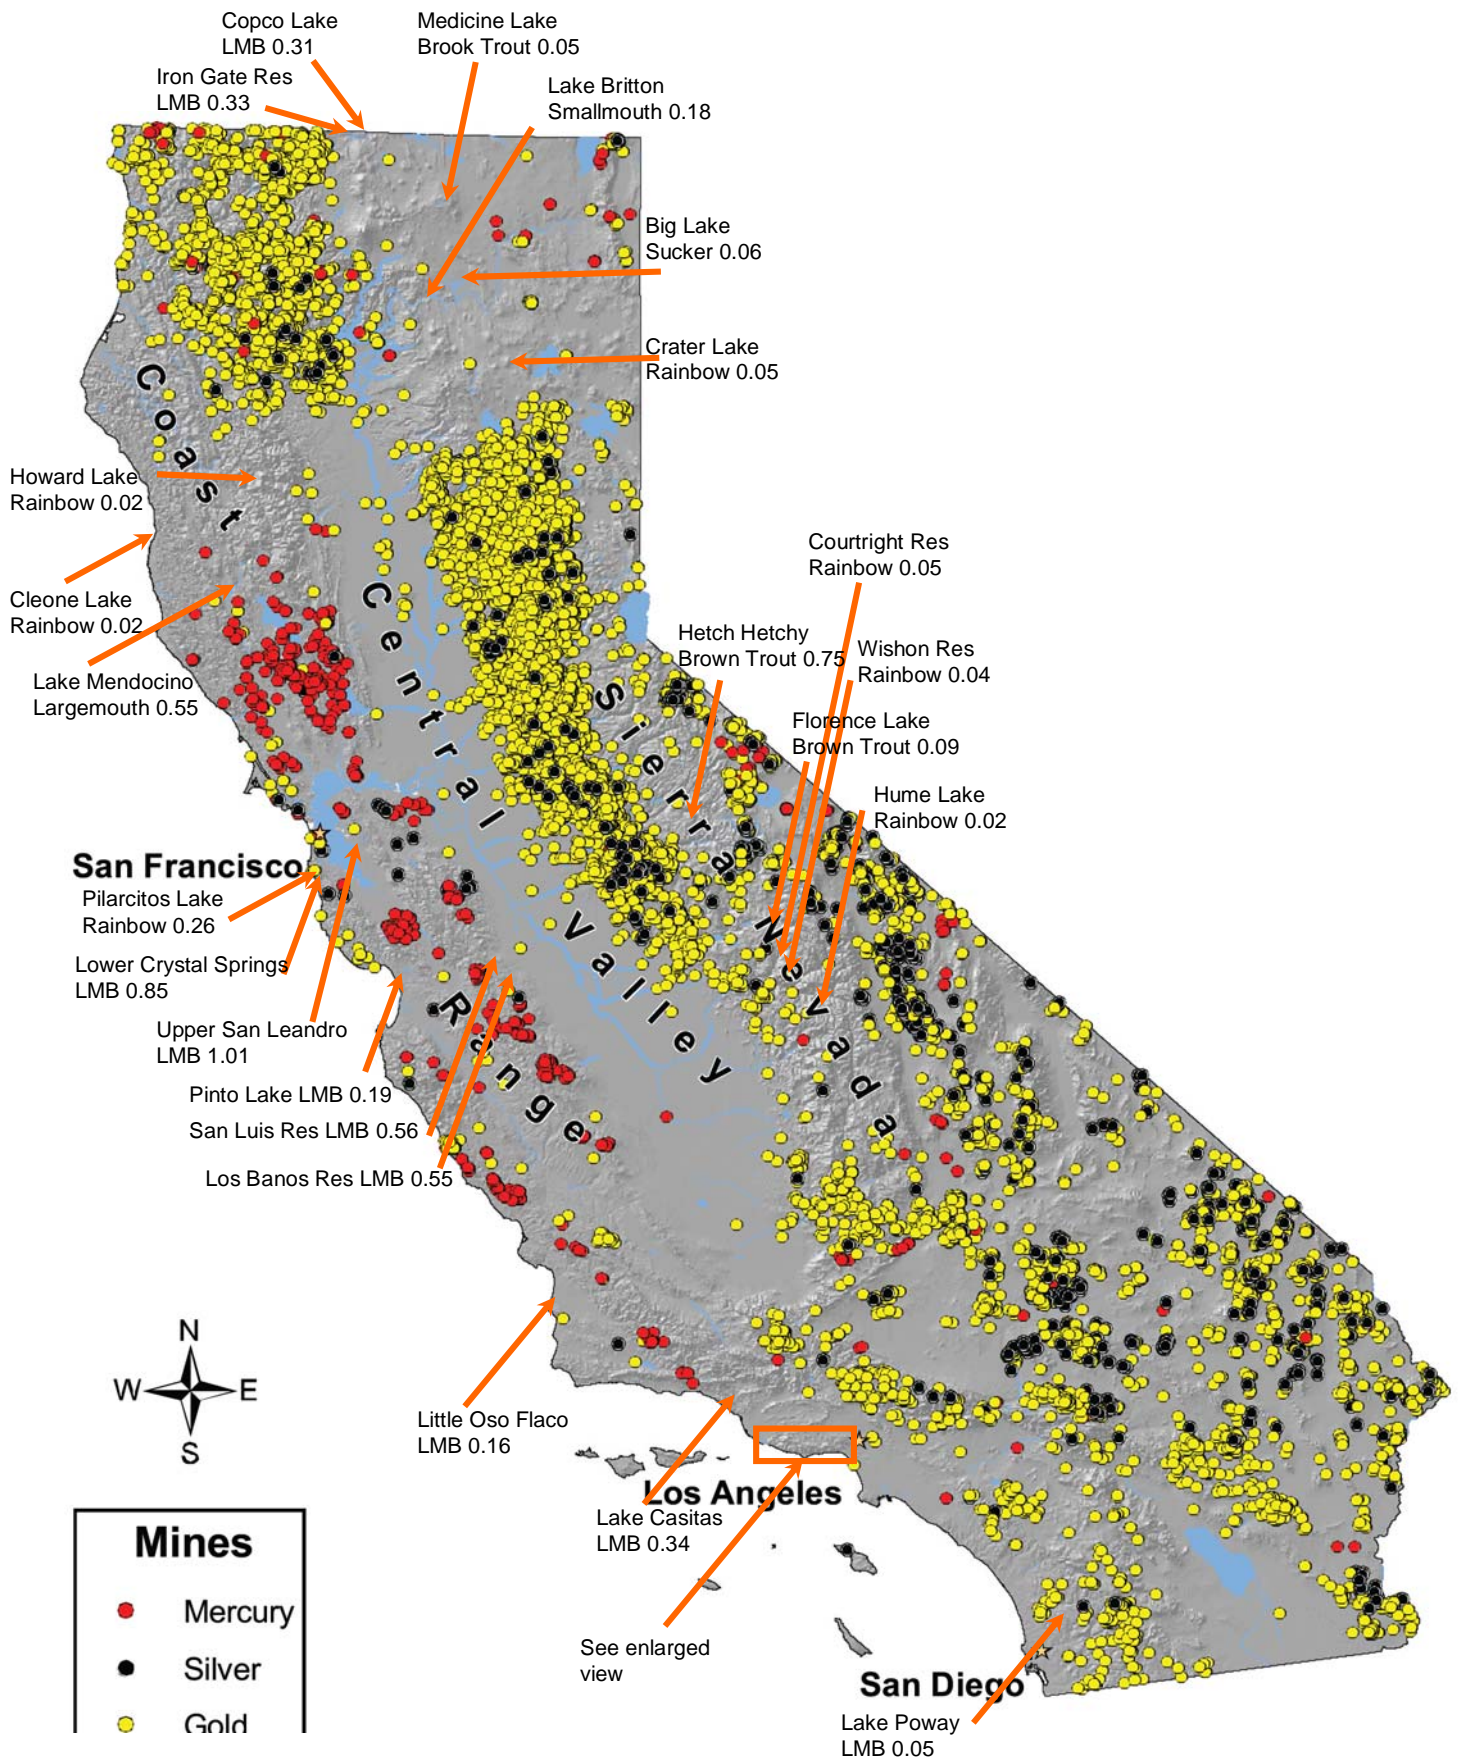 Copco Lake
LMB 0.31
Medicine Lake
Brook Trout 0.05
Iron Gate Res
LMB 0.33
Lake Britton
Smallmouth 0.18
Big Lake
Sucker 0.06
Crater Lake
Rainbow 0.05
Coast
Howard Lake
Rainbow 0.02
Courtright Res
Rainbow 0.05
Cleone Lake
Rainbow 0.02
Hetch Hetchy
Brown Trout 0.75
Wishon Res
Rainbow 0.04
Lake Mendocino
Largemouth 0.55
Central
Sierra
Florence Lake
Brown Trout 0.09
Hume Lake
Rainbow 0.02
San Francisco
Pilarcitos Lake
Rainbow 0.26
Valley
Nevada
Lower Crystal Springs
LMB 0.85
Range
Upper San Leandro
LMB 1.01
Pinto Lake LMB 0.19
San Luis Res LMB 0.56
Los Banos Res LMB 0.55
N
W
E
S
Little Oso Flaco
LMB 0.16
Los Angeles
Lake Casitas
LMB 0.34
Mines
Mercury
Silver
Gold
See enlarged
view
San Diego
Lake Poway
LMB 0.05